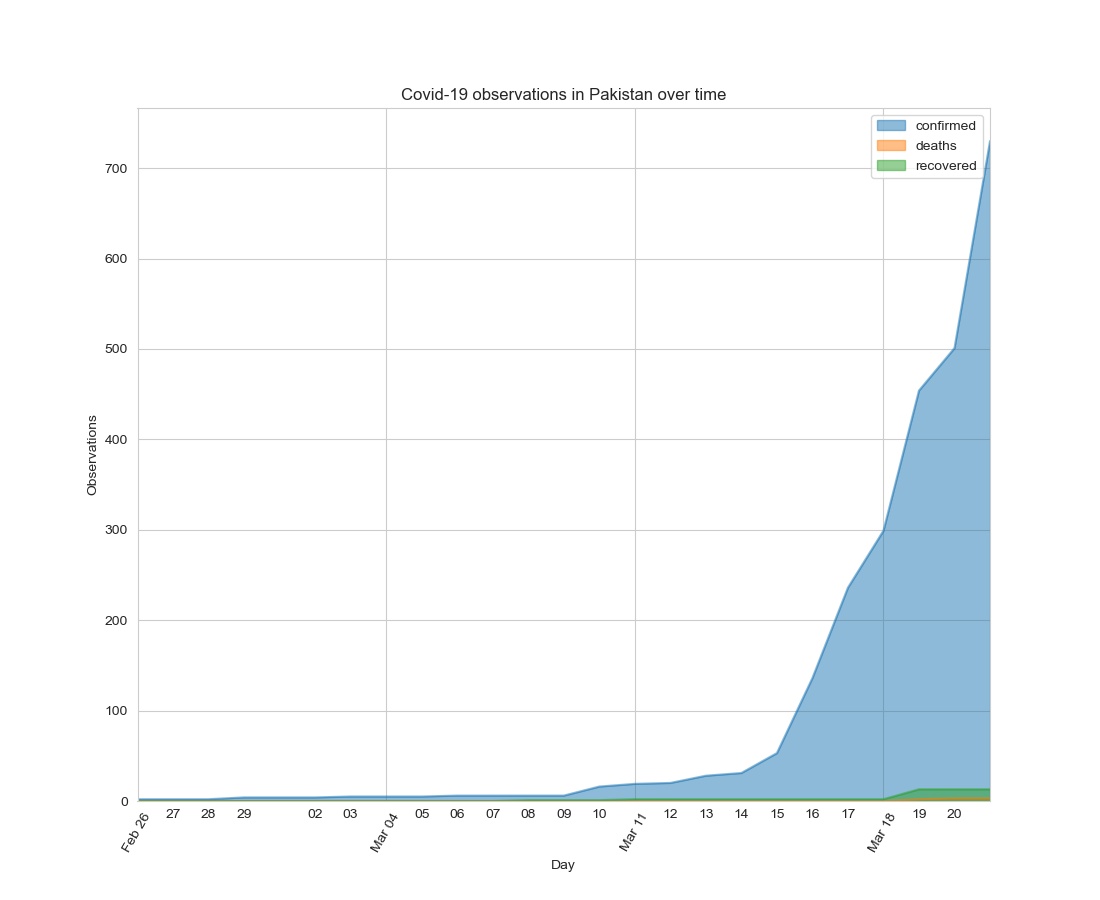 Covid-19 observations in Pakistan over time
confirmed
deaths
recovered
700
600
500
400
300
200
100
0
Observations
Feb 26
27
28
29
02
03
Mar 04
05
06
07
08
09
10
Mar 11
12
13
14
15
16
17
Mar 18
19
20
Day